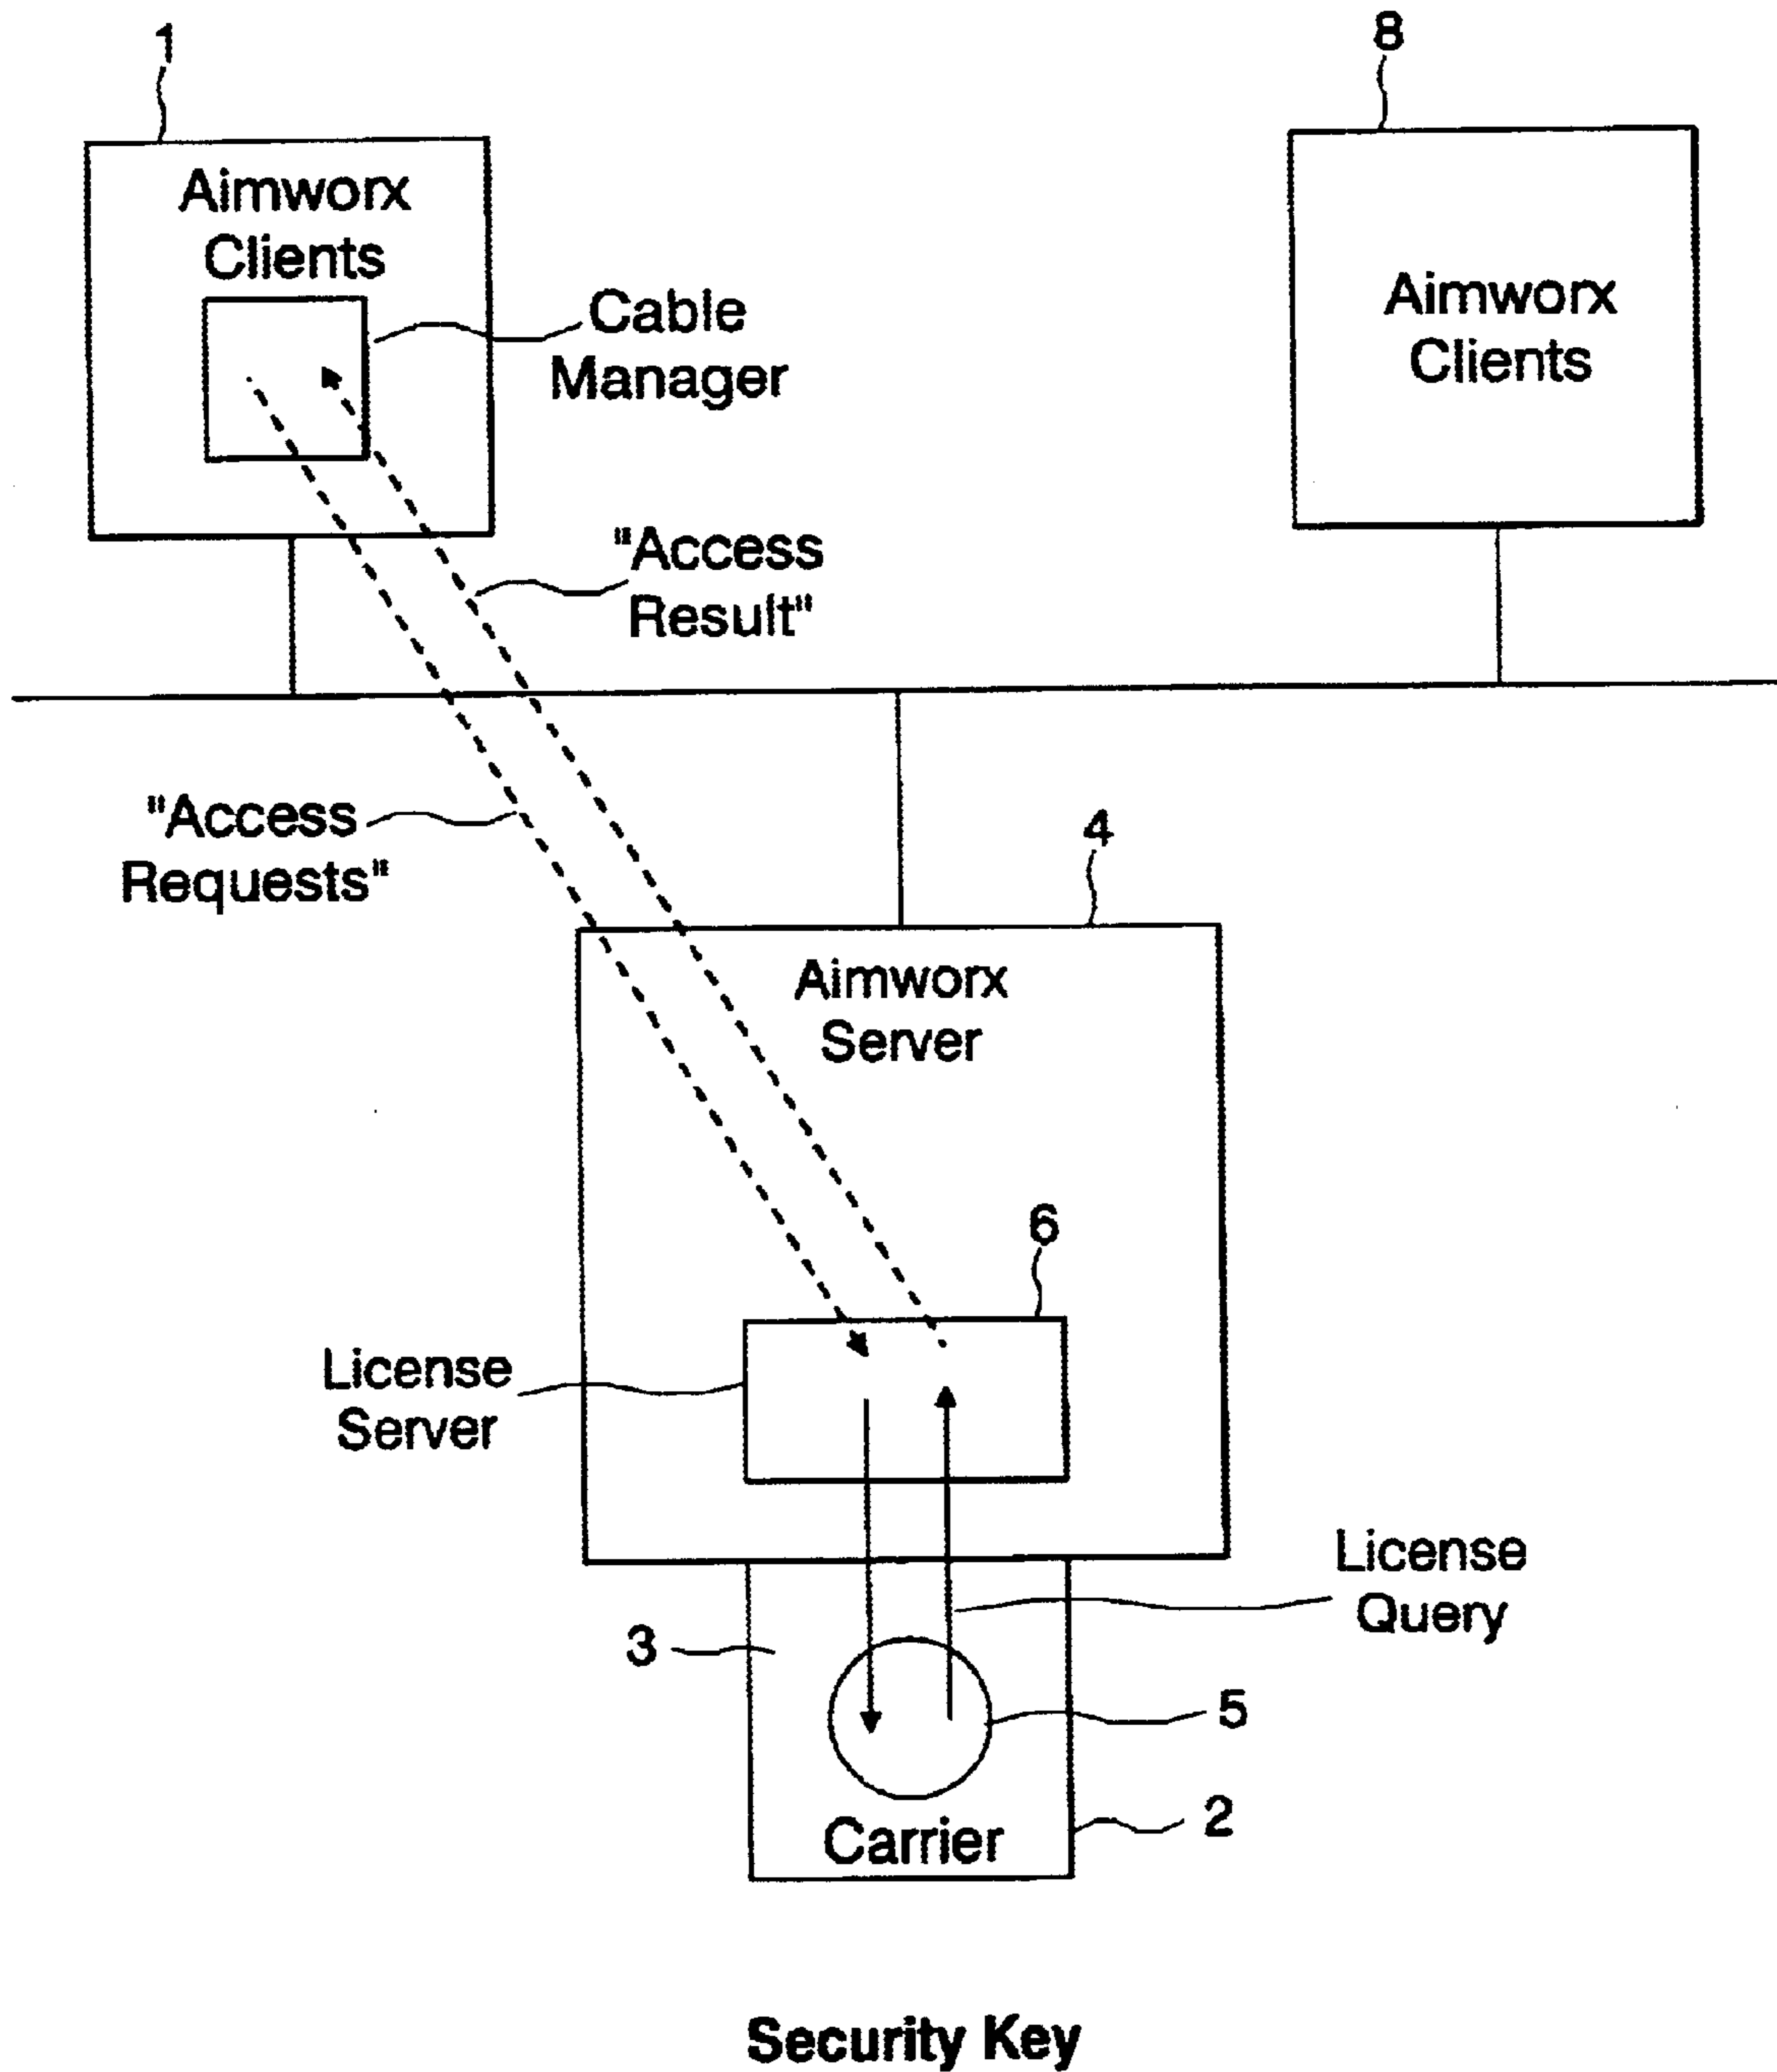 1
8
Aimworx
Clients
Cable
Manager
Aimworx
Clients
"Access
Result"
"Access
Requests"
4
Aimworx
Server
6
License
Server
License
Query
3
5
2
Carrier
Security Key